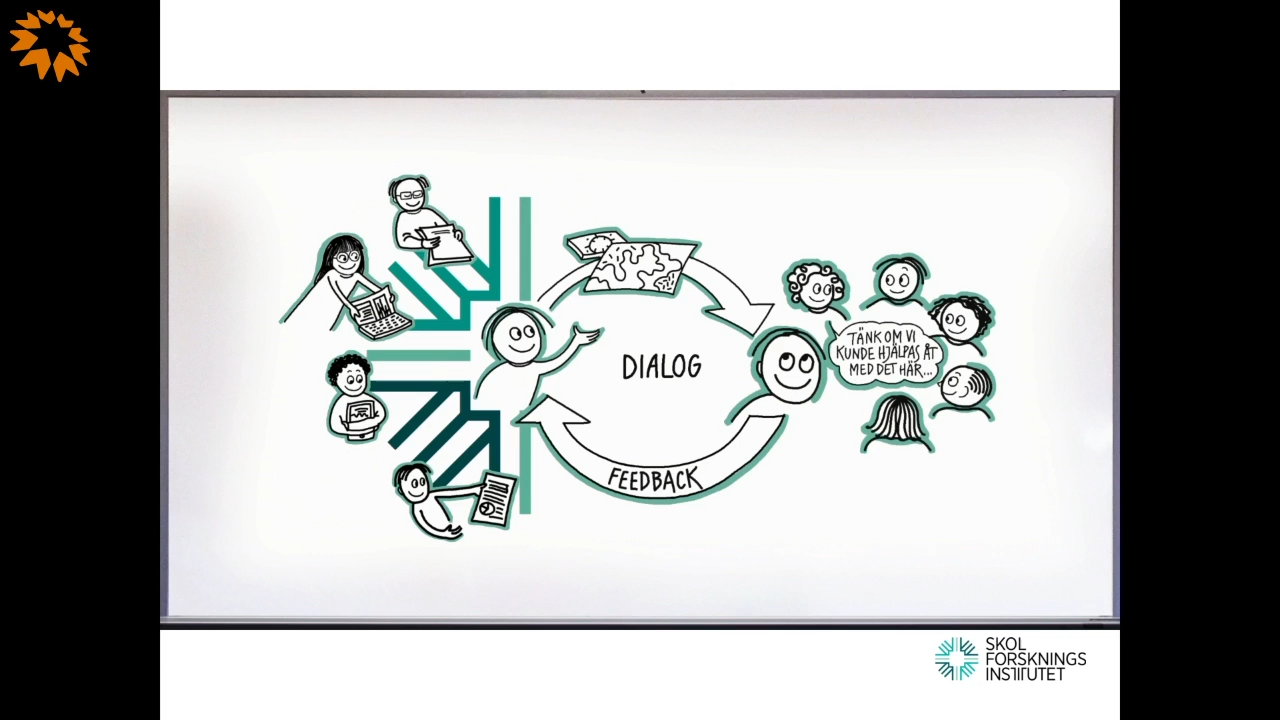 DIALOG
TÄNK OM VI
KUNDE HJÄLPAS ÅT
MED DET HÄR...
FEEDBACK
SKOL
FORSKNINGS
INSTITUTET